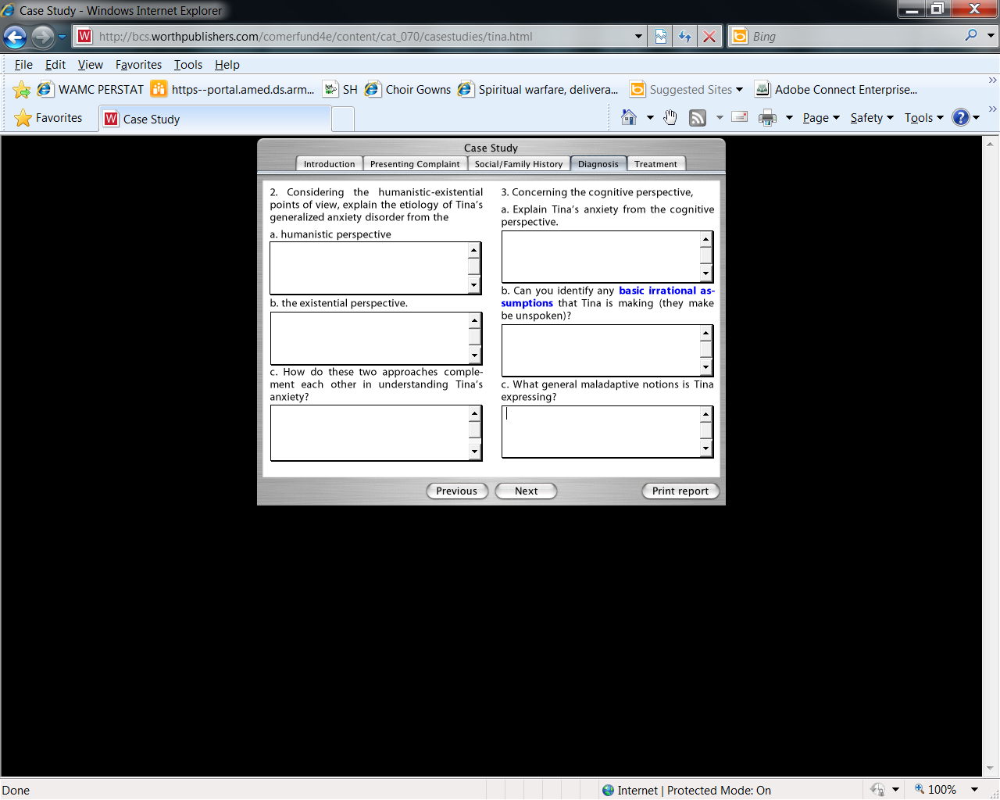 Case Study - Windows Internet Explorer
http://bcs.worthpublishers.com/comerfund4e/content/cat_070/casestudies/tina.html
Bing
File Edit View Favorites Tools Help
WAMC PERSTAT https--portal.amed.ds.arm... SH Choir Gowns Spiritual warfare, delivera... Suggested Sites Adobe Connect Enterprise...
Favorites Case Study Page Safety Tools
Case Study
Introduction Presenting Complaint Social/Family History Diagnosis Treatment
2. Considering the humanistic-existential
points of view, explain the etiology of Tina's
generalized anxiety disorder from the
a. humanistic perspective
b. the existential perspective.
c. How do these two approaches comple-
ment each other in understanding Tina's
anxiety?
3. Concerning the cognitive perspective,
a. Explain Tina's anxiety from the cognitive
perspective.
b. Can you identify any basic irrational as-
sumptions that Tina is making (they make
be unspoken)?
c. What general maladaptive notions is Tina
expressing?
Previous Next Print report
Done Internet | Protected Mode: On 100%